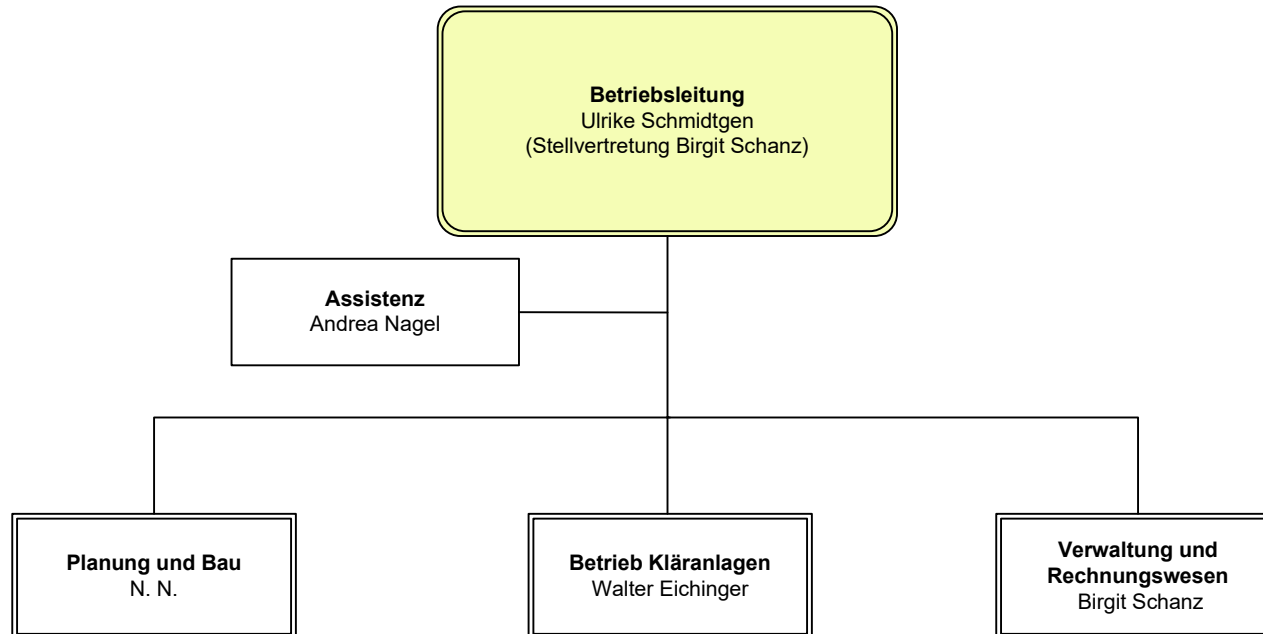 Betriebsleitung
Ulrike Schmidtgen
(Stellvertretung Birgit Schanz)
Assistenz
Andrea Nagel
Planung und Bau
N. N.
Betrieb Kläranlagen
Walter Eichinger
Verwaltung und
Rechnungswesen
Birgit Schanz